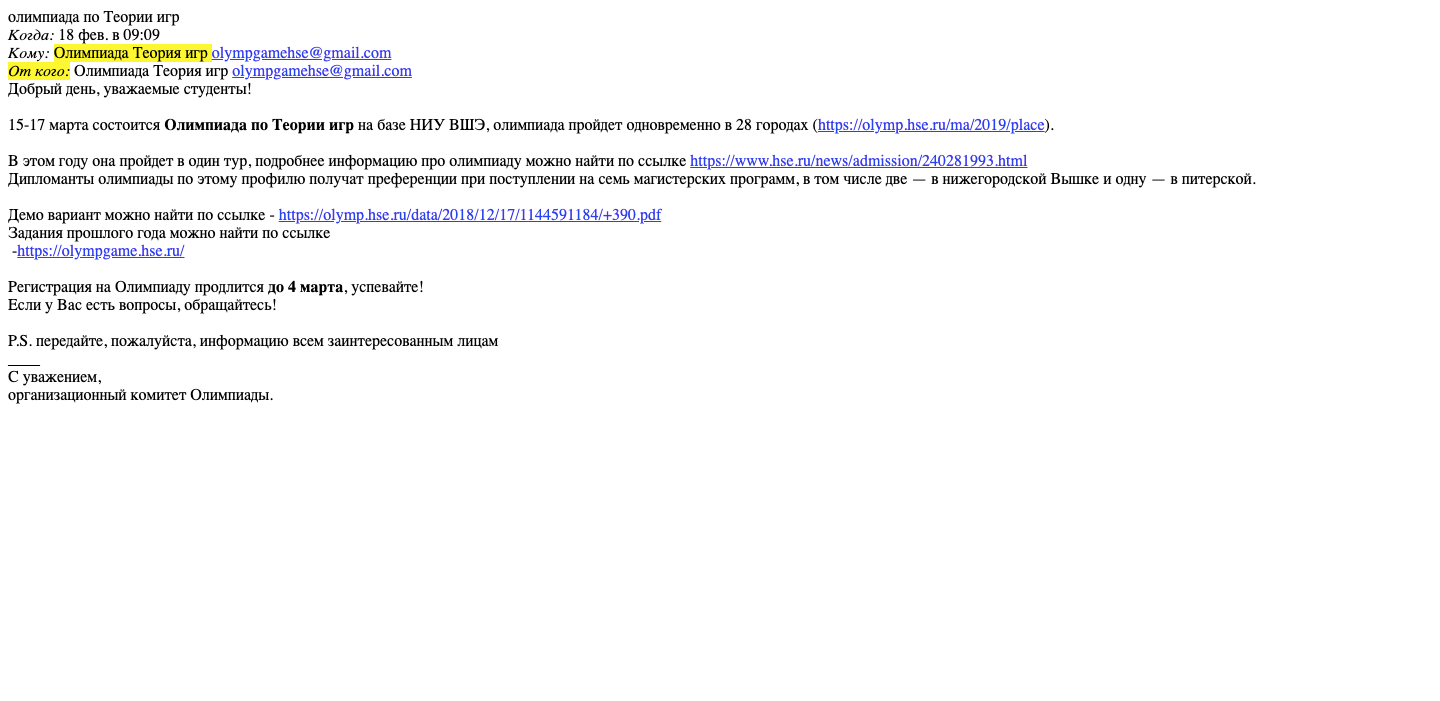 олимпиада по Теории игр
Когда: 18 фев. в 09:09
Кому: Олимпиада Теория игр olympgamehse@gmail.com
От кого: Олимпиада Теория игр olympgamehse@gmail.com
Добрый день, уважаемые студенты!
15-17 марта состоится Олимпиада по Теории игр на базе НИУ ВШЭ, олимпиада пройдет одновременно в 28 городах (https://olymp.hse.ru/ma/2019/place).
В этом году она пройдет в один тур, подробнее информацию про олимпиаду можно найти по ссылке https://www.hse.ru/news/admission/240281993.html
Дипломанты олимпиады по этому профилю получат преференции при поступлении на семь магистерских программ, в том числе две — в нижегородской Вышке и одну — в питерской.
Демо вариант можно найти по ссылке - https://olymp.hse.ru/data/2018/12/17/1144591184/+390.pdf
Задания прошлого года можно найти по ссылке
-https://olympgame.hse.ru/
Регистрация на Олимпиаду продлится до 4 марта, успевайте!
Если у Вас есть вопросы, обращайтесь!
P.S. передайте, пожалуйста, информацию всем заинтересованным лицам
____
С уважением,
организационный комитет Олимпиады.